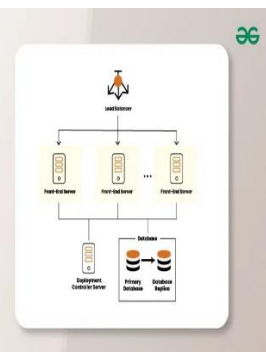 Load Balancer
Front-End Server
Front-End Server
...
Front-End Server
Database
Deployment
Controller Server
Primary
Database
Database
Replica